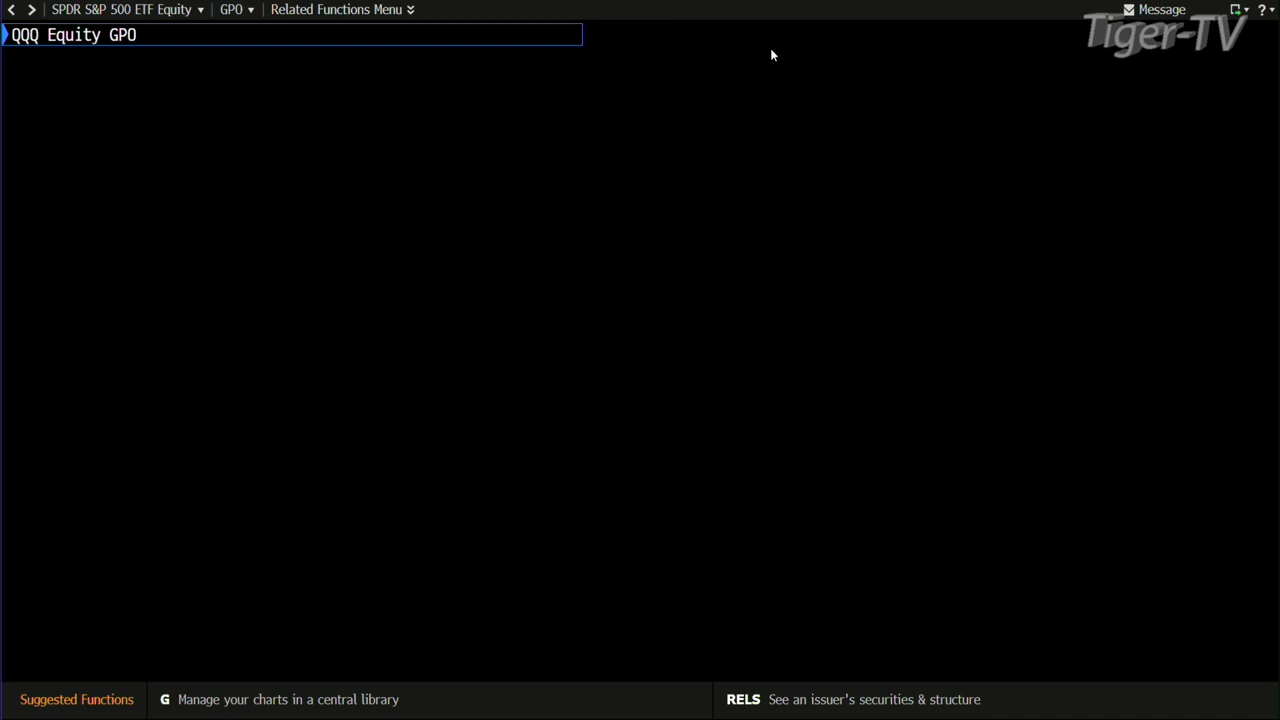 SPDR S&P 500 ETF Equity GPO Related Functions Menu Message ?
QQQ Equity GPO
Tiger-TV
Suggested Functions G Manage your charts in a central library RELS See an issuer's securities & structure